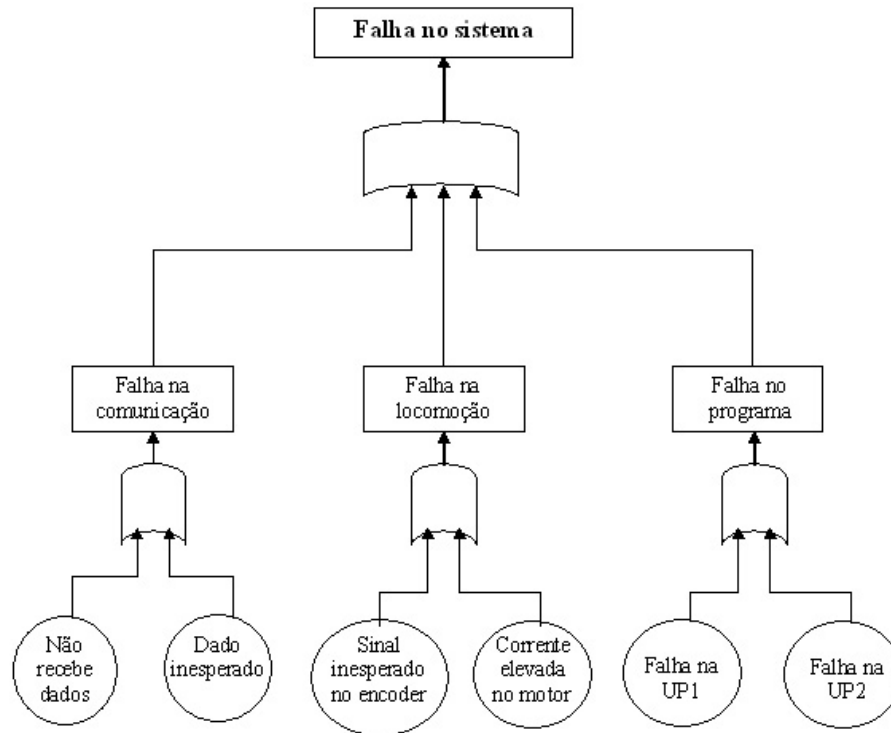 Falha no sistema
Falha na
comunicação
Falha na
locomoção
Falha no
programa
Não
recebe
dados
Dado
inesperado
Sinal
inesperado
no encoder
Corrente
elevada
no motor
Falha na
UP1
Falha na
UP2